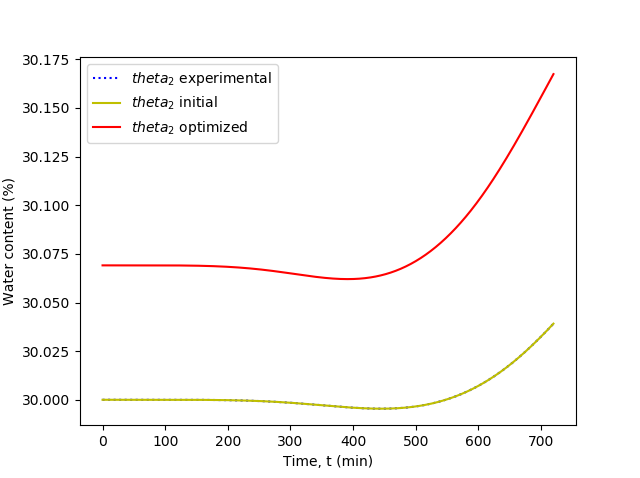 30.175
30.150
30.125
30.100
30.075
30.050
30.025
30.000
Water content (%)
theta₂ experimental
theta₂ initial
theta₂ optimized
0 100 200 300 400 500 600 700
Time, t (min)